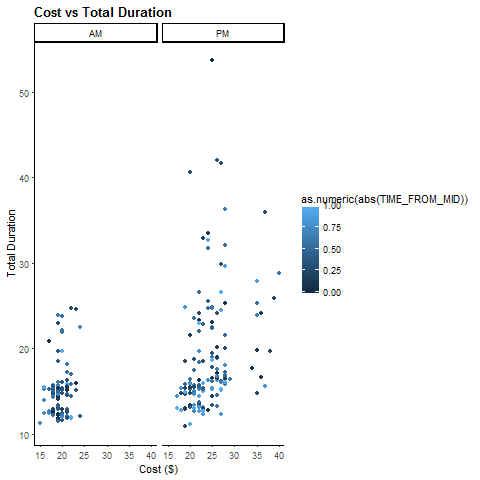 Cost vs Total Duration
AM
PM
50
40
30
20
10
Total Duration
15 20 25 30 35 40
15 20 25 30 35 40
Cost ($)
as.numeric(abs(TIME_FROM_MID))
1.00
0.75
0.50
0.25
0.00